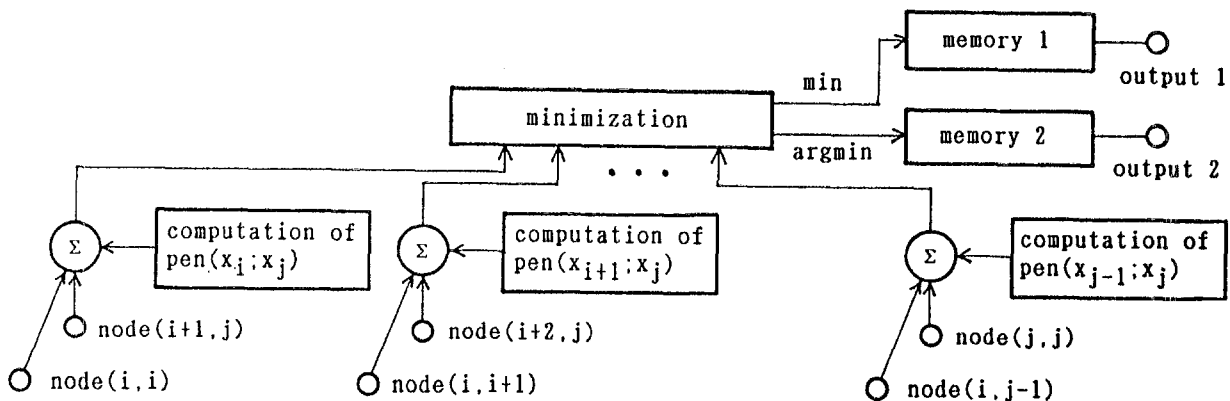 memory 1
output 1
min
minimization
argmin
memory 2
output 2
. . .
Σ
computation of
pen(x_i;x_j)
Σ
computation of
pen(x_{i+1};x_j)
Σ
computation of
pen(x_{j-1};x_j)
node(i+1,j)
node(i+2,j)
node(j,j)
node(i,i)
node(i,i+1)
node(i,j-1)